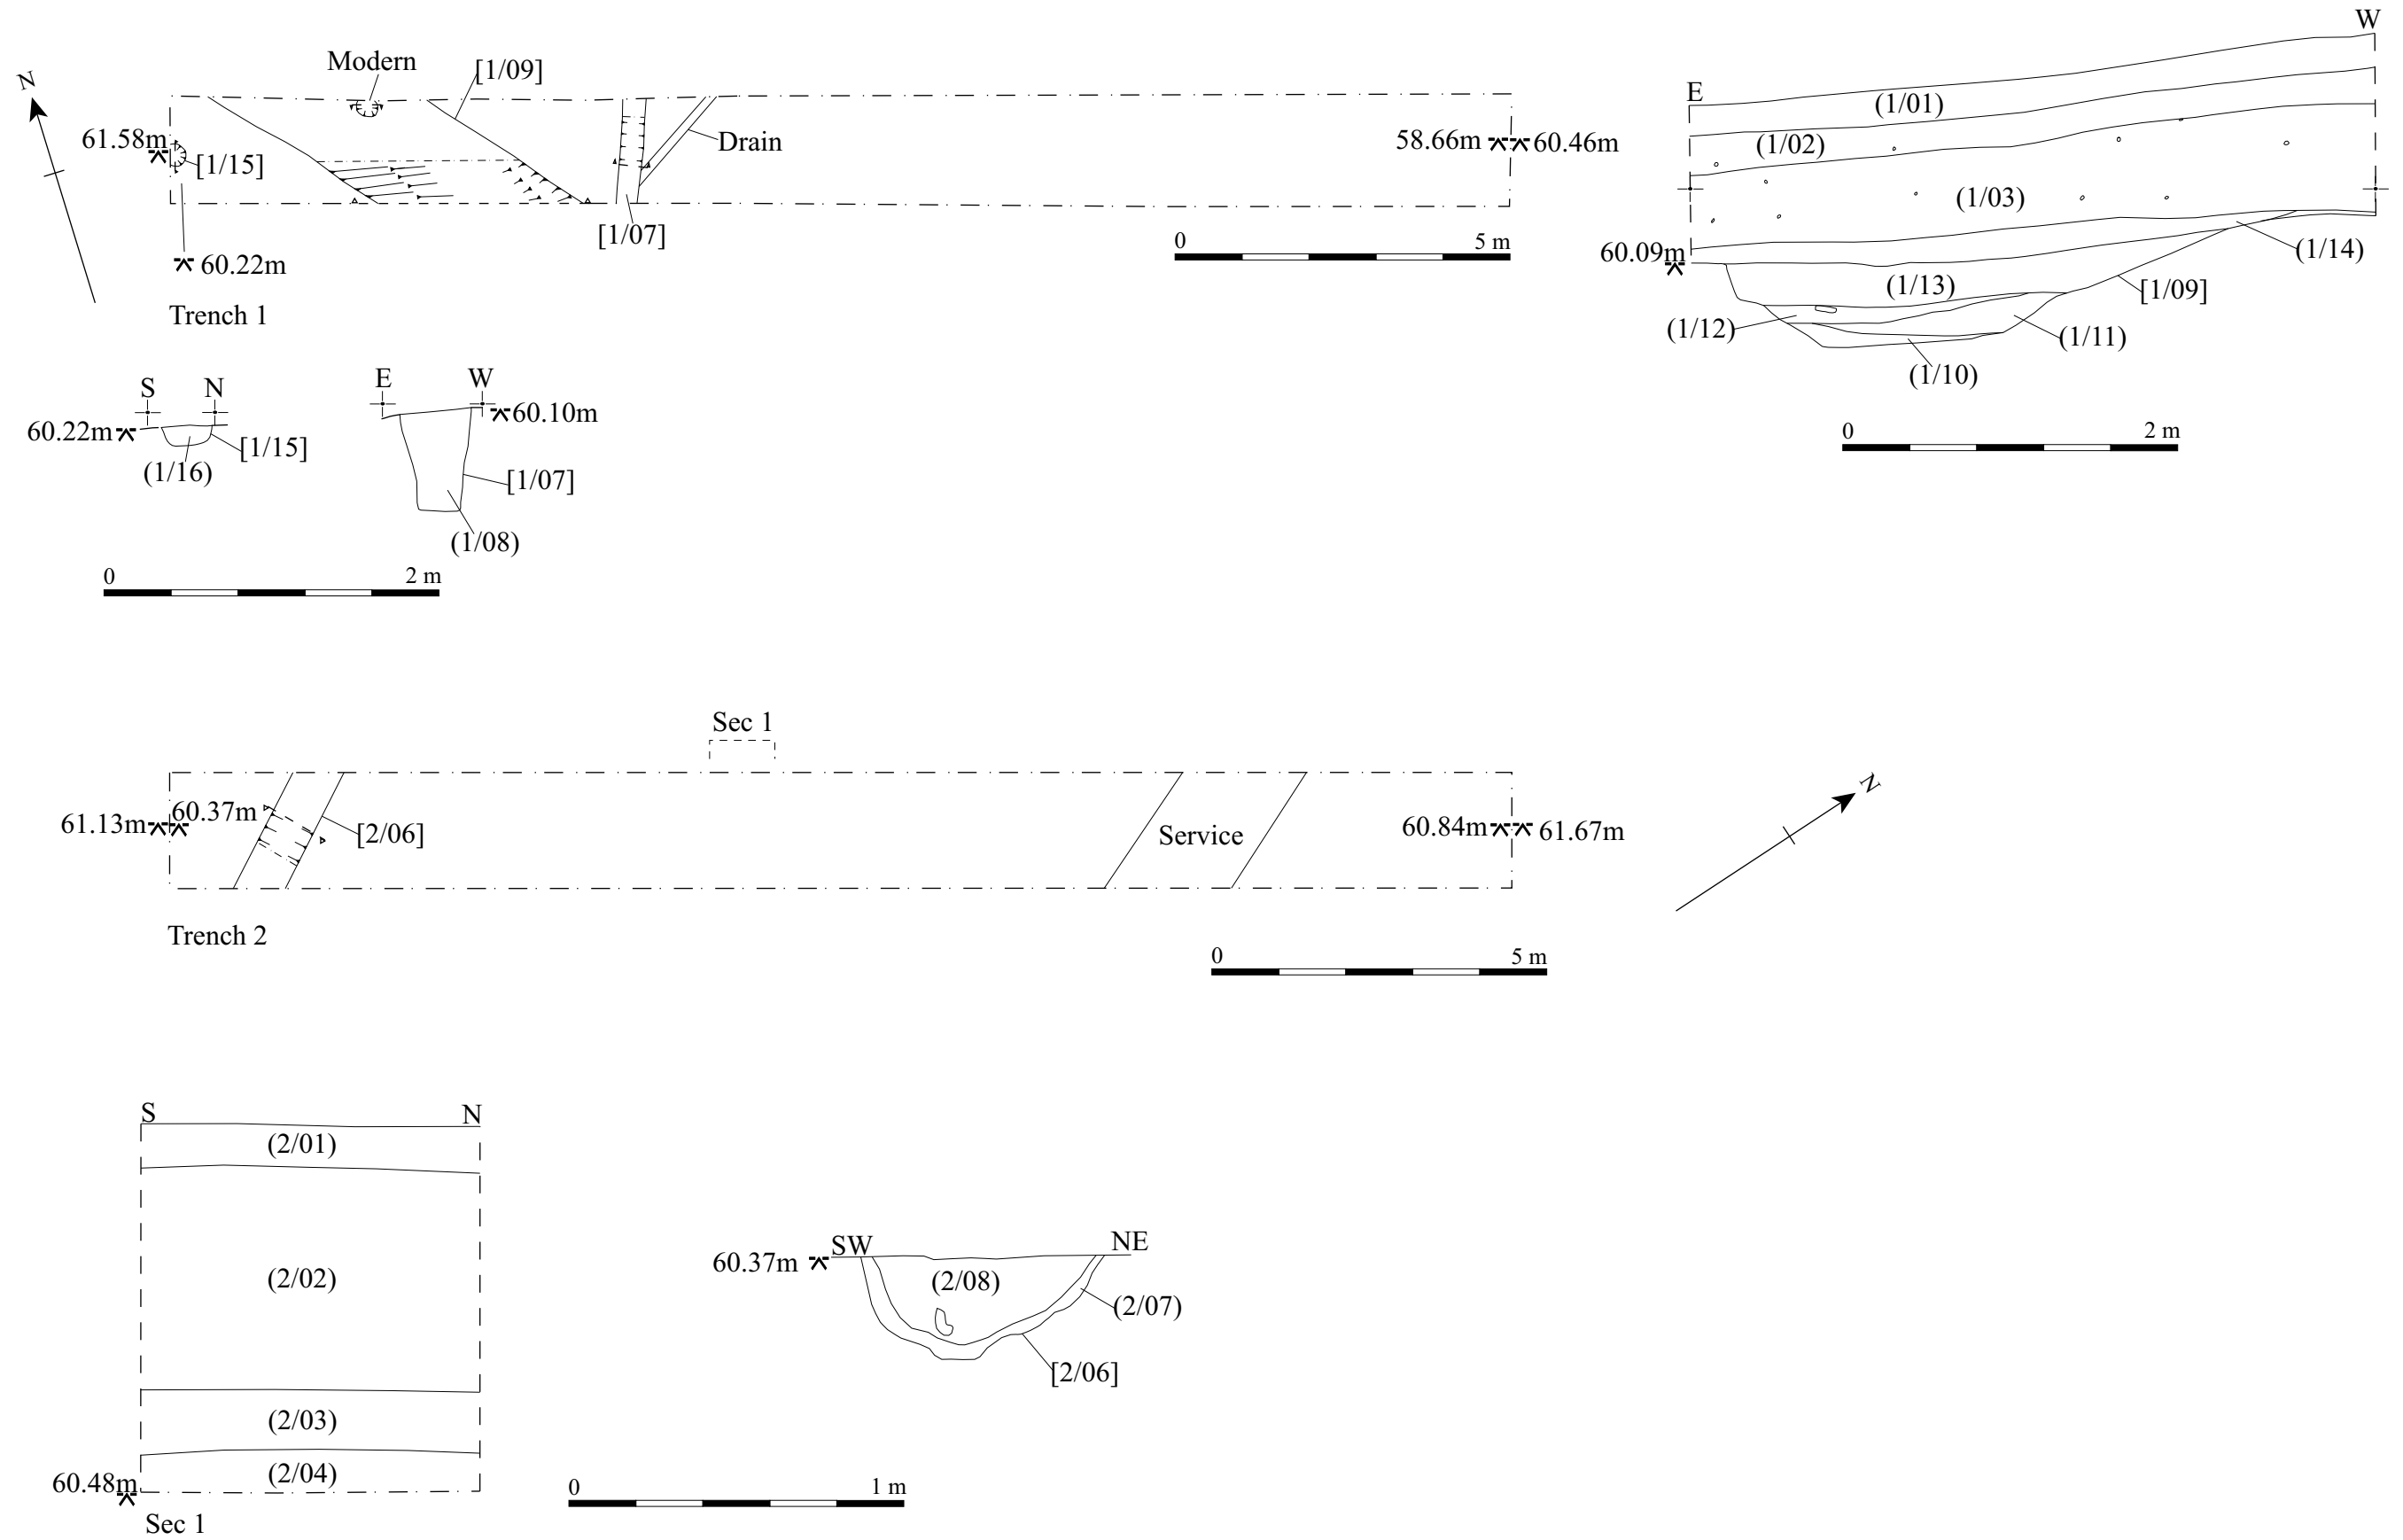 Modern
[1/09]
N
61.58m
[1/15]
Drain
58.66m
60.46m
[1/07]
60.22m
0
5 m
Trench 1
W
E
(1/01)
(1/02)
(1/03)
60.09m
(1/14)
(1/13)
[1/09]
(1/12)
(1/11)
(1/10)
0
2 m
S
N
60.22m
[1/15]
(1/16)
E
W
60.10m
[1/07]
(1/08)
0
2 m
Sec 1
61.13m
60.37m
[2/06]
Service
60.84m
61.67m
N
Trench 2
0
5 m
S
N
(2/01)
(2/02)
(2/03)
(2/04)
60.48m
Sec 1
SW
NE
60.37m
(2/08)
(2/07)
[2/06]
0
1 m